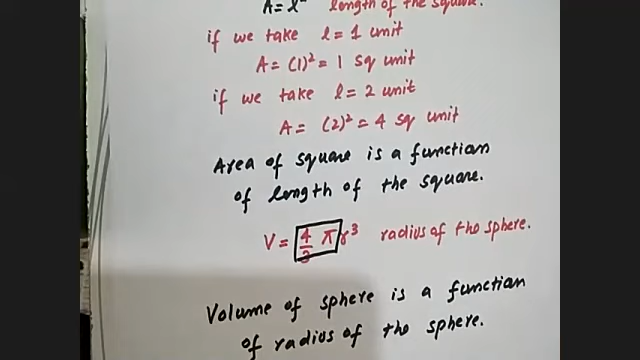 A = l² length of the square.
if we take l = 1 unit
A = (1)² = 1 sq unit
if we take l = 2 unit
A = (2)² = 4 sq unit
Area of square is a function
of length of the square.
V = 4/3 π r³ radius of the sphere.
Volume of sphere is a function
of radius of the sphere.